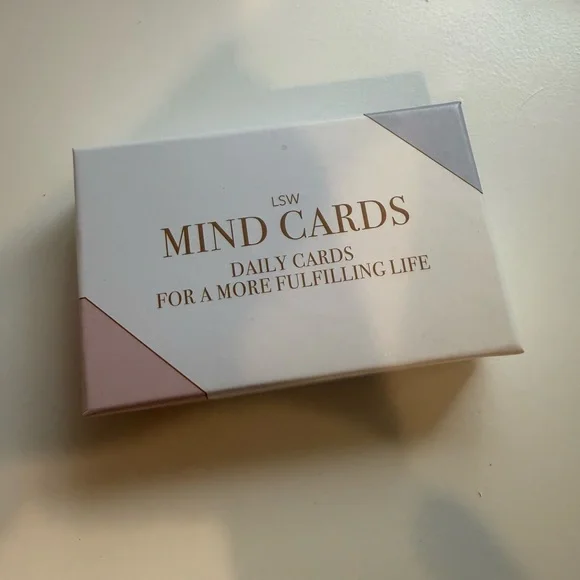 LSW
MIND CARDS
DAILY CARDS
FOR A MORE FULFILLING LIFE